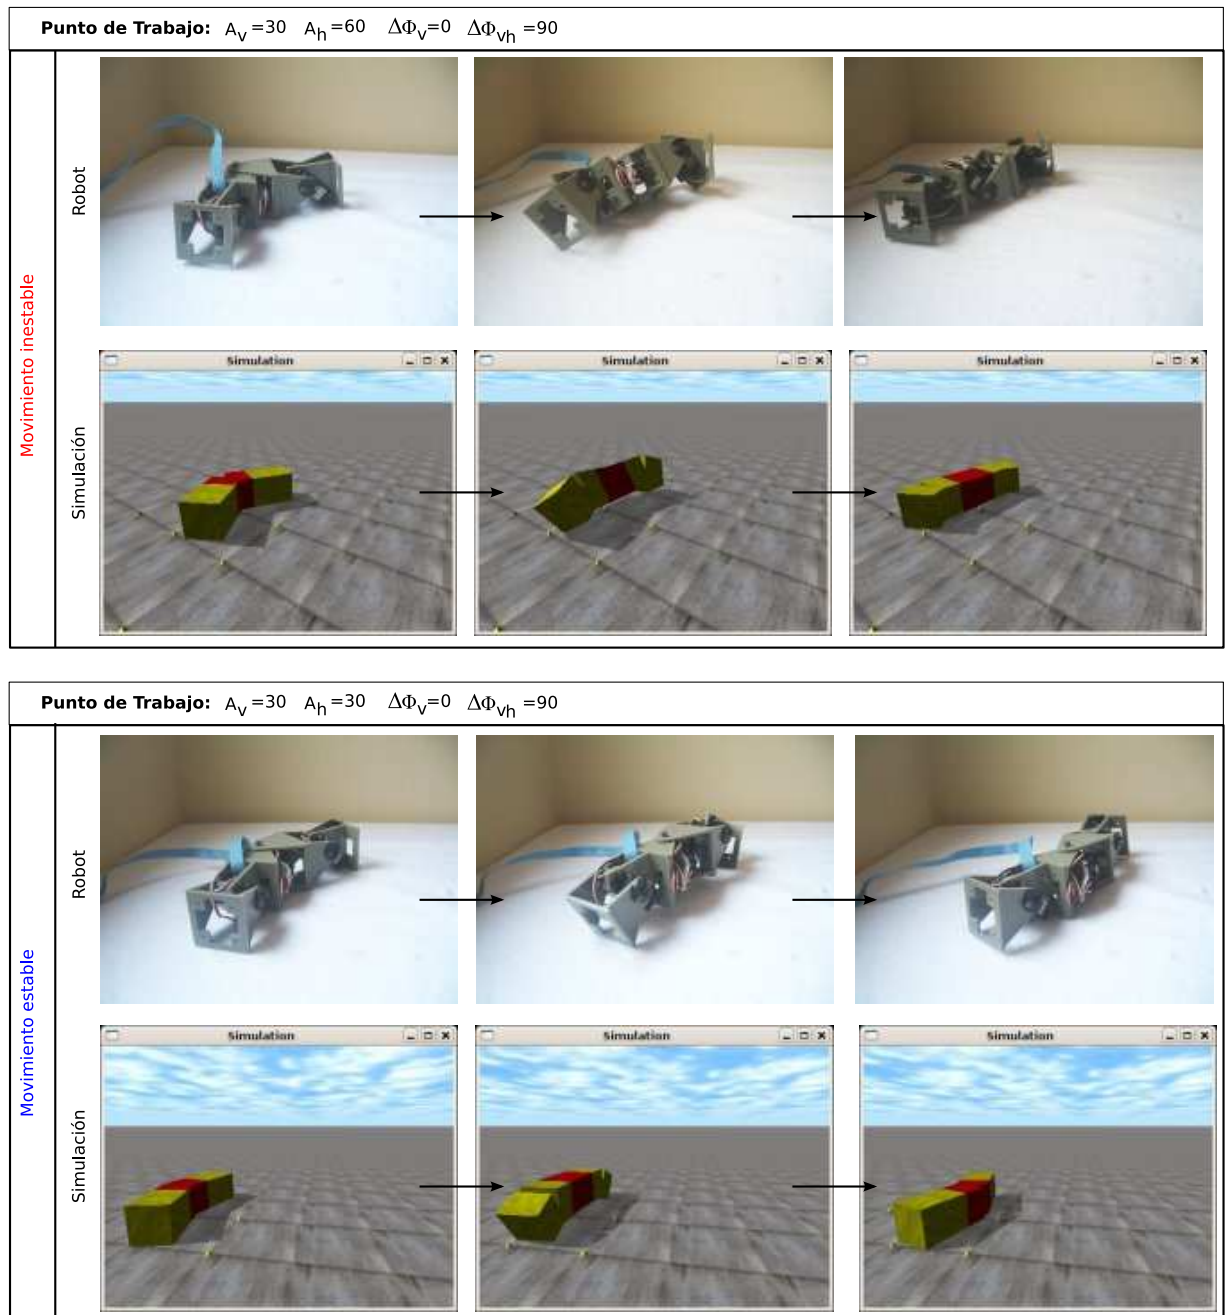 Punto de Trabajo: Av=30 Ah=60 ΔΦv=0 ΔΦvh=90
Movimiento inestable
Robot
Simulación
Simulation
Simulation
Simulation
Punto de Trabajo: Av=30 Ah=30 ΔΦv=0 ΔΦvh=90
Movimiento estable
Robot
Simulación
Simulation
Simulation
Simulation